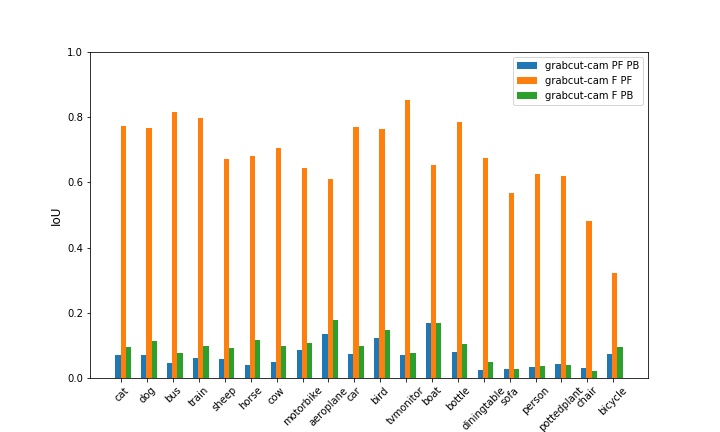 1.0
0.8
0.6
0.4
0.2
0.0
IoU
grabcut-cam PF PB
grabcut-cam F PF
grabcut-cam F PB
cat
dog
bus
train
sheep
horse
cow
motorbike
aeroplane
car
bird
tvmonitor
boat
bottle
diningtable
sofa
person
pottedplant
chair
bicycle